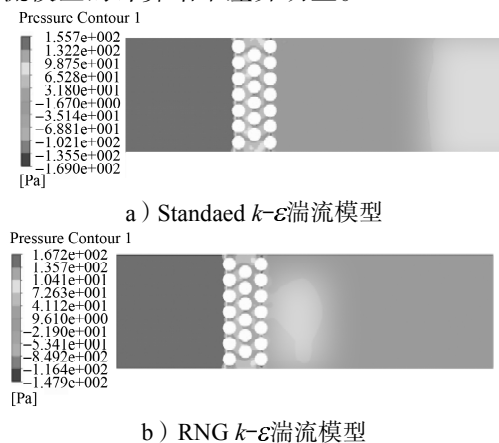 Pressure Contour 1
1.557e+002
1.322e+002
9.875e+001
6.528e+001
3.180e+001
−1.670e+000
−3.514e+001
−6.881e+001
−1.021e+002
−1.355e+002
−1.690e+002
[Pa]
a）Standaed k-ε湍流模型
Pressure Contour 1
1.672e+002
1.357e+002
1.041e+002
7.263e+001
4.112e+001
9.610e+000
−2.190e+001
−5.341e+001
−8.492e+001
−1.164e+002
−1.479e+002
[Pa]
b）RNG k-ε湍流模型